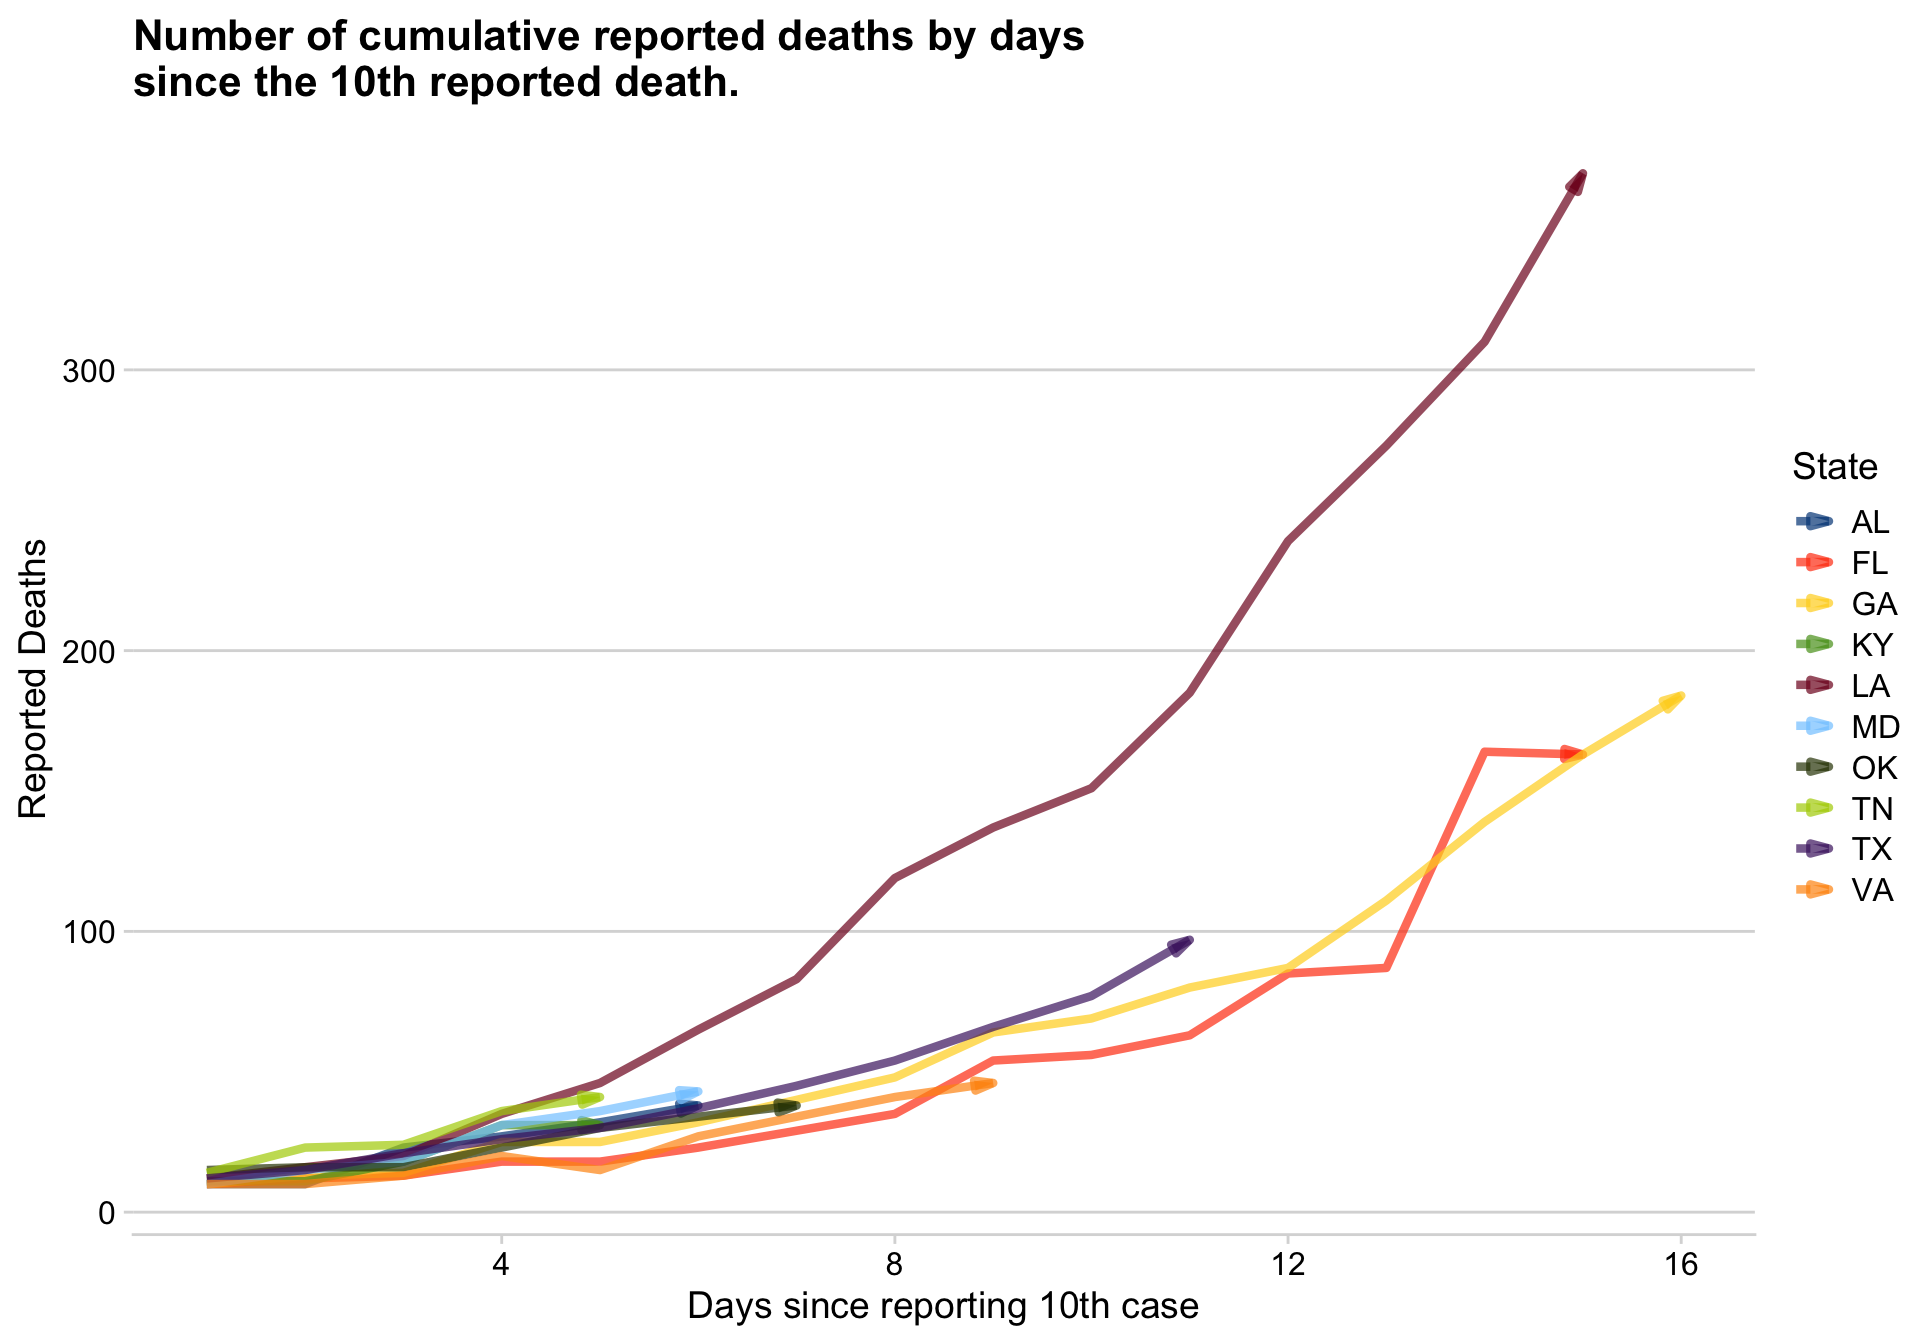 Number of cumulative reported deaths by days
since the 10th reported death.
300
200
100
0
Reported Deaths
4
8
12
16
Days since reporting 10th case
State
AL
FL
GA
KY
LA
MD
OK
TN
TX
VA